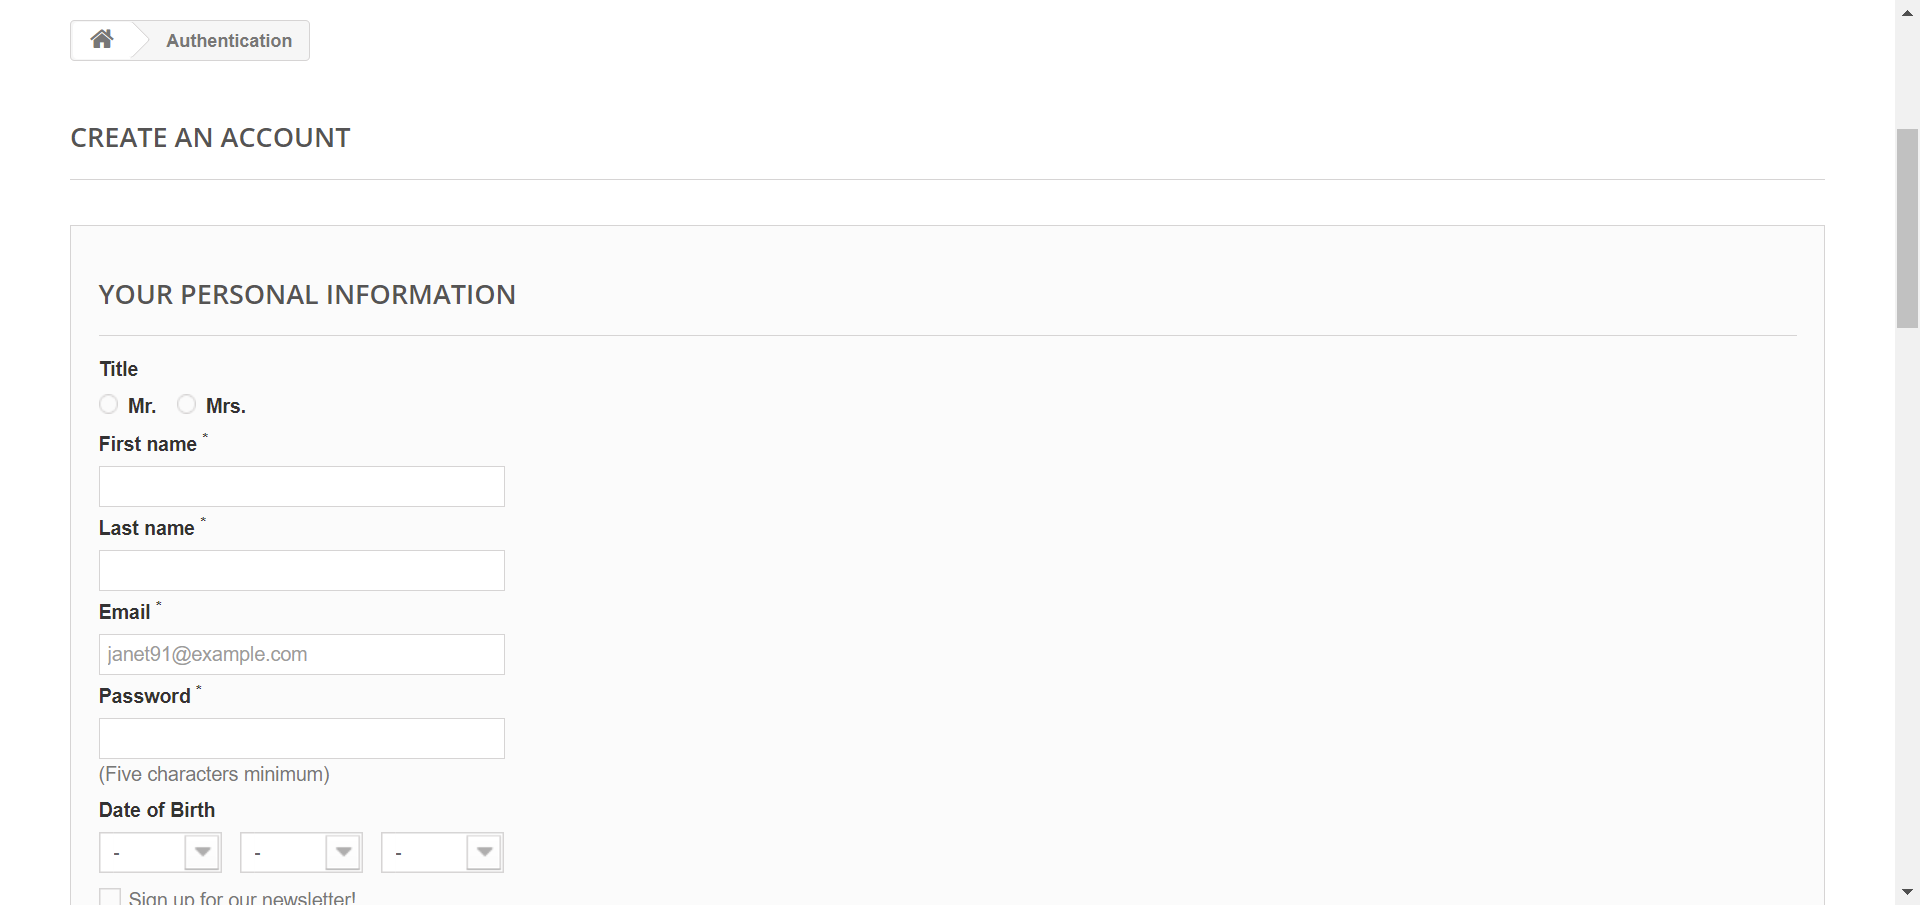 Authentication
CREATE AN ACCOUNT
YOUR PERSONAL INFORMATION
Title
Mr. Mrs.
First name *
Last name *
Email *
janet91@example.com
Password *
(Five characters minimum)
Date of Birth
- - -
Sign up for our newsletter!